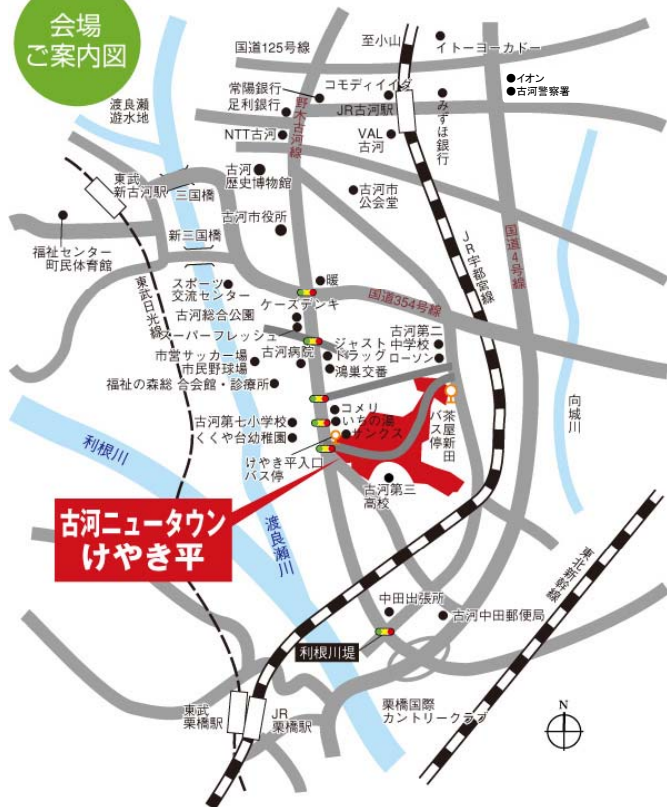 会場
ご案内図
国道125号線
至小山
イトーヨーカドー
●イオン
●古河警察署
常陽銀行
足利銀行
コモディイイダ
野木古河線
JR古河駅
みずほ銀行
渡良瀬
遊水地
NTT古河
VAL
古河
東武
新古河駅
三国橋
古河
歴史博物館
古河市
公会堂
古河市役所
JR宇都宮線
国道4号線
福祉センター
町民体育館
新三国橋
東武日光線
スポーツ
交流センター
暖
ケーズデンキ
国道354号線
古河総合公園
スーパーフレッシュ
古河病院
ジャスト
ドラッグ
古河第二
中学校
ローソン
市営サッカー場
市民野球場
鴻巣交番
福祉の森総合会館・診療所
コメリ
いちの湯
サンクス
茶屋新田
バス停
向堀川
古河第七小学校
くくや台幼稚園
利根川
けやき平入口
バス停
古河第三
高校
古河ニュータウン
けやき平
渡良瀬川
東北新幹線
中田出張所
古河中田郵便局
利根川堤
東武
栗橋駅
JR
栗橋駅
栗橋国際
カントリークラブ
N